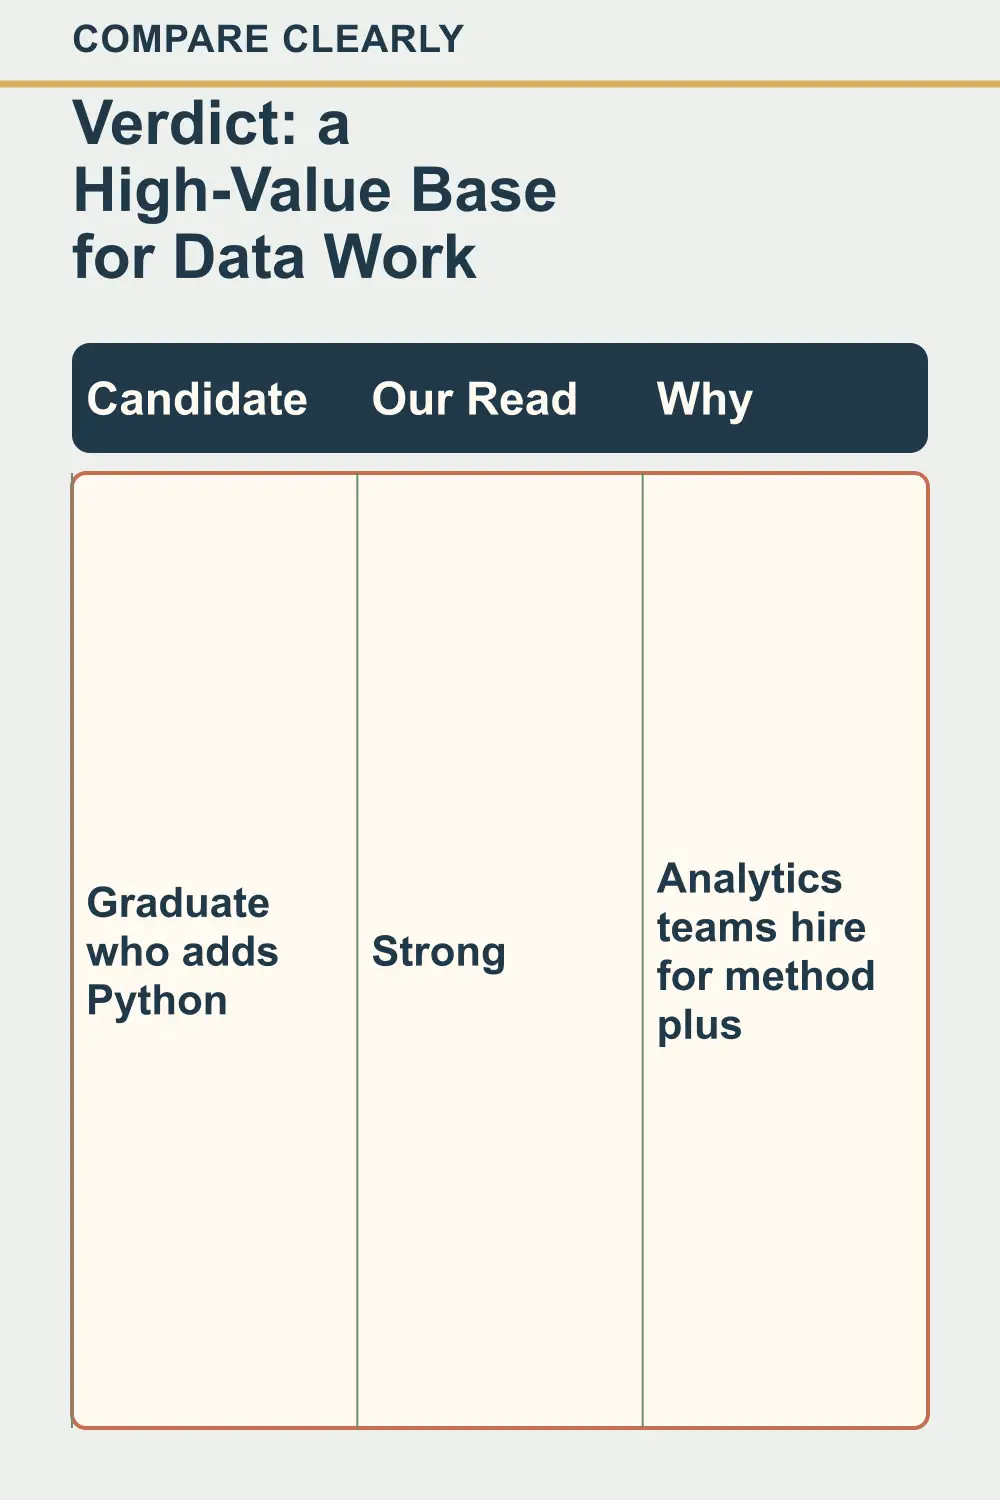 COMPARE CLEARLY
Verdict: a
High-Value Base
for Data Work
Candidate Our Read Why
Graduate
who adds
Python
Strong
Analytics
teams hire
for method
plus